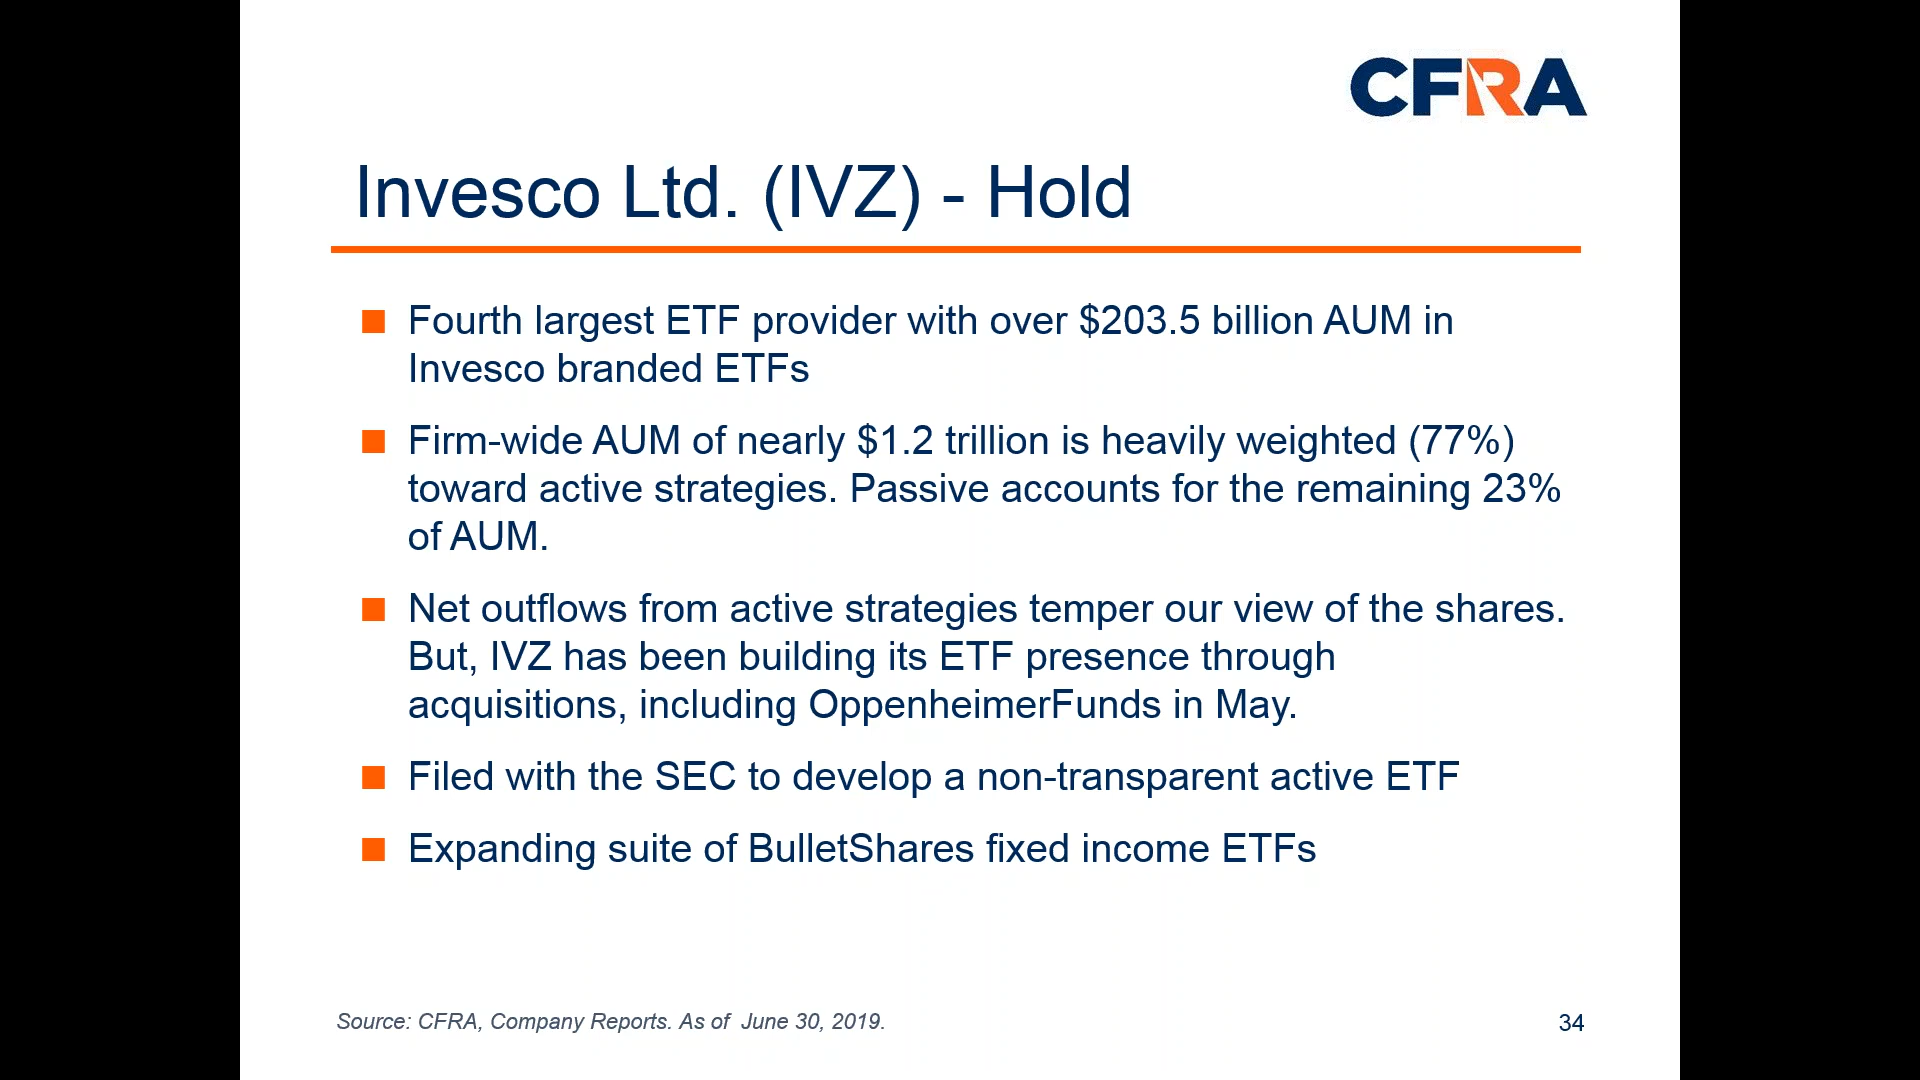 CFRA
Invesco Ltd. (IVZ) - Hold
Fourth largest ETF provider with over $203.5 billion AUM in
Invesco branded ETFs
Firm-wide AUM of nearly $1.2 trillion is heavily weighted (77%)
toward active strategies. Passive accounts for the remaining 23%
of AUM.
Net outflows from active strategies temper our view of the shares.
But, IVZ has been building its ETF presence through
acquisitions, including OppenheimerFunds in May.
Filed with the SEC to develop a non-transparent active ETF
Expanding suite of BulletShares fixed income ETFs
Source: CFRA, Company Reports. As of June 30, 2019.
34